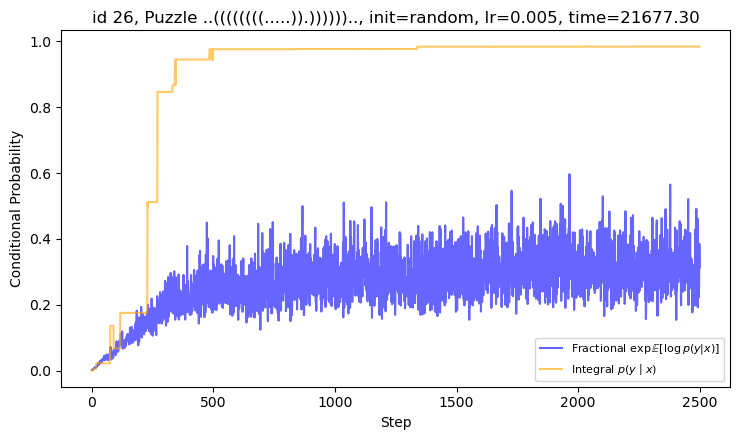 id 26, Puzzle ..((((((((.....)).)))))).., init=random, lr=0.005, time=21677.30
Conditional Probability
1.0
0.8
0.6
0.4
0.2
0.0
Fractional exp 𝔼[log p(y|x)]
Integral p(y | x)
0 500 1000 1500 2000 2500
Step